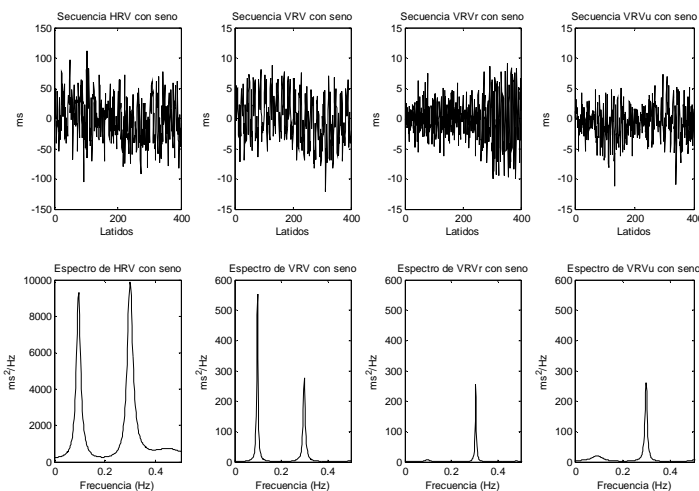 Secuencia HRV con seno
Secuencia VRV con seno
Secuencia VRVr con seno
Secuencia VRVu con seno
150
100
50
0
-50
-100
-150
ms
0 200 400
Latidos
15
10
5
0
-5
-10
-15
ms
0 200 400
Latidos
15
10
5
0
-5
-10
-15
ms
0 200 400
Latidos
15
10
5
0
-5
-10
-15
ms
0 200 400
Latidos
Espectro de HRV con seno
Espectro de VRV con seno
Espectro de VRVr con seno
Espectro de VRVu con seno
10000
8000
6000
4000
2000
0
ms²/Hz
0 0.2 0.4
Frecuencia (Hz)
600
500
400
300
200
100
0
ms²/Hz
0 0.2 0.4
Frecuencia (Hz)
600
500
400
300
200
100
0
ms²/Hz
0 0.2 0.4
Frecuencia (Hz)
600
500
400
300
200
100
0
ms²/Hz
0 0.2 0.4
Frecuencia (Hz)